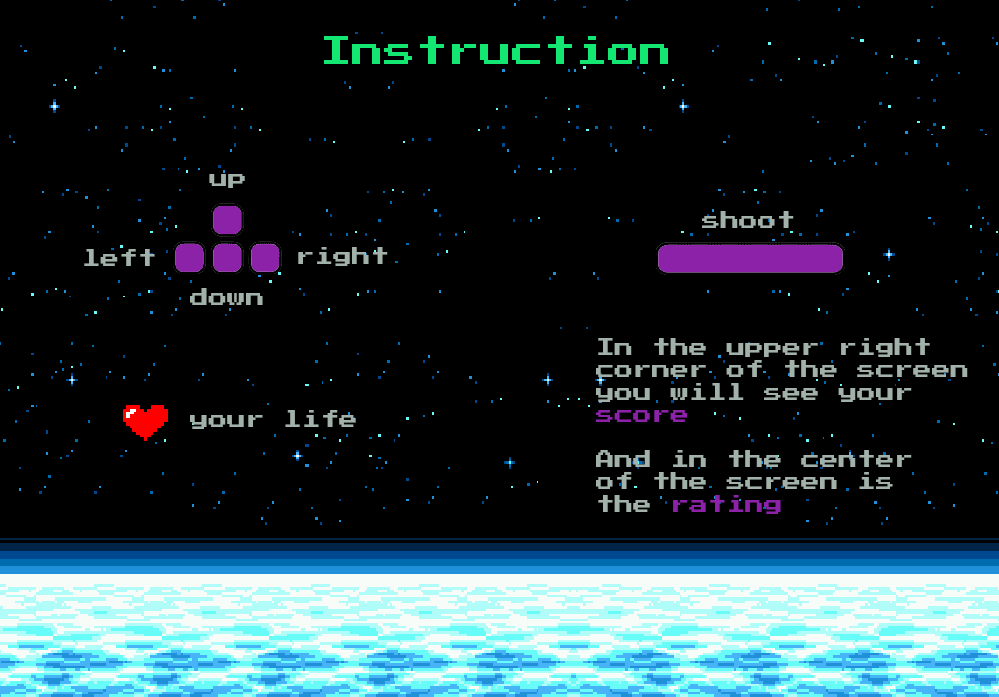 Instruction
up
left
right
down
shoot
your life
In the upper right
corner of the screen
you will see your
score
And in the center
of the screen is
the rating